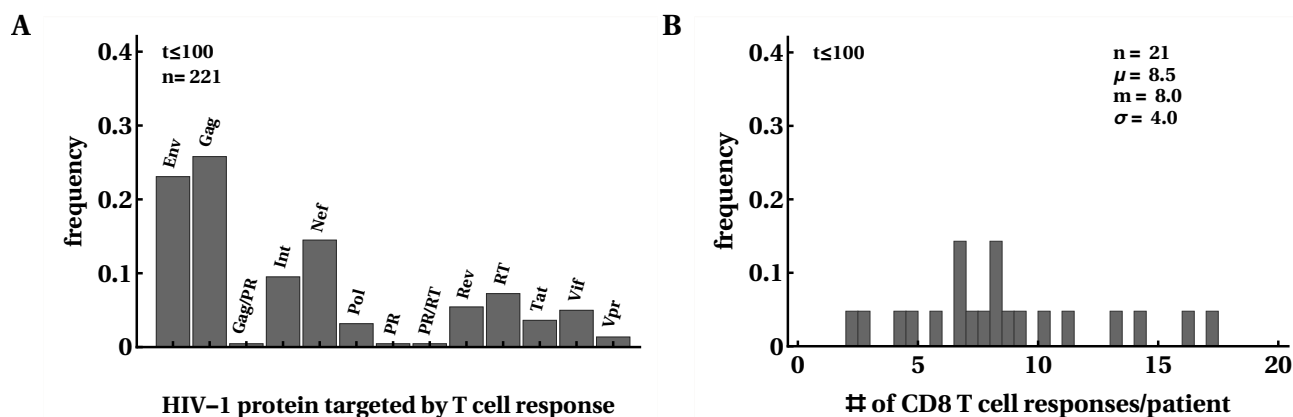 A
t≤100
n= 221
0.4
0.3
0.2
0.1
0
frequency
Env
Gag
Gag/PR
Int
Nef
Pol
PR
PR/RT
Rev
RT
Tat
Vif
Vpr
HIV−1 protein targeted by T cell response
B
t≤100
n = 21
μ = 8.5
m = 8.0
σ = 4.0
0.4
0.3
0.2
0.1
0
frequency
0 5 10 15 20
# of CD8 T cell responses/patient